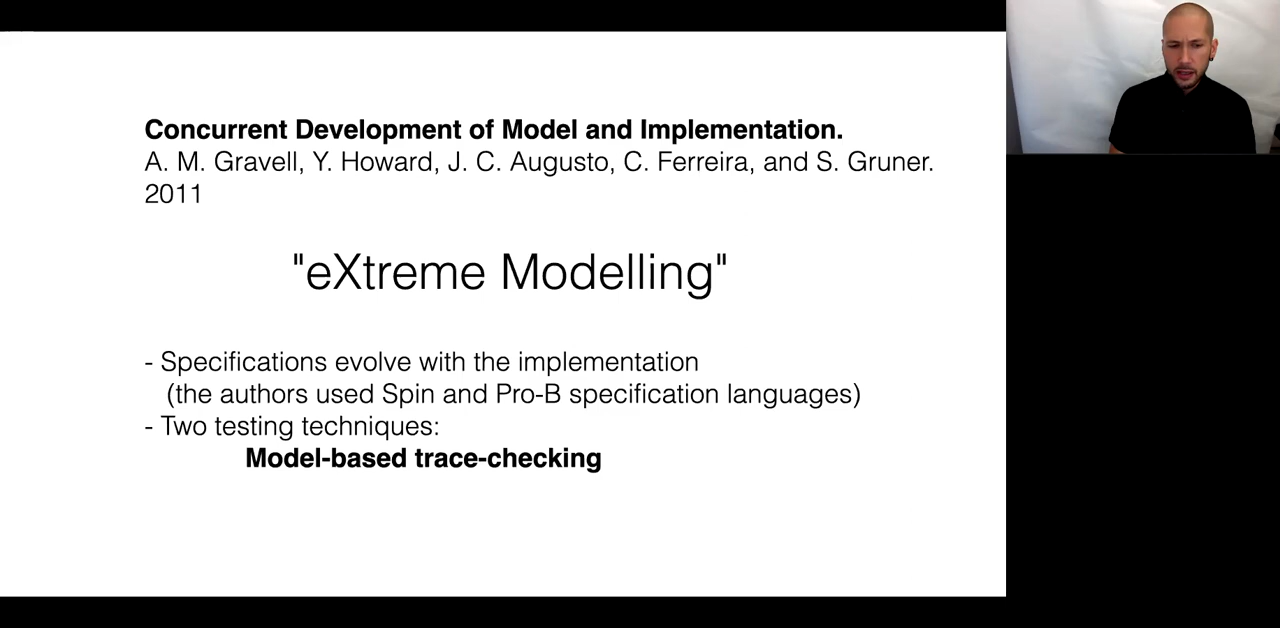 Concurrent Development of Model and Implementation.
A. M. Gravell, Y. Howard, J. C. Augusto, C. Ferreira, and S. Gruner.
2011
"eXtreme Modelling"
- Specifications evolve with the implementation
(the authors used Spin and Pro-B specification languages)
- Two testing techniques:
Model-based trace-checking